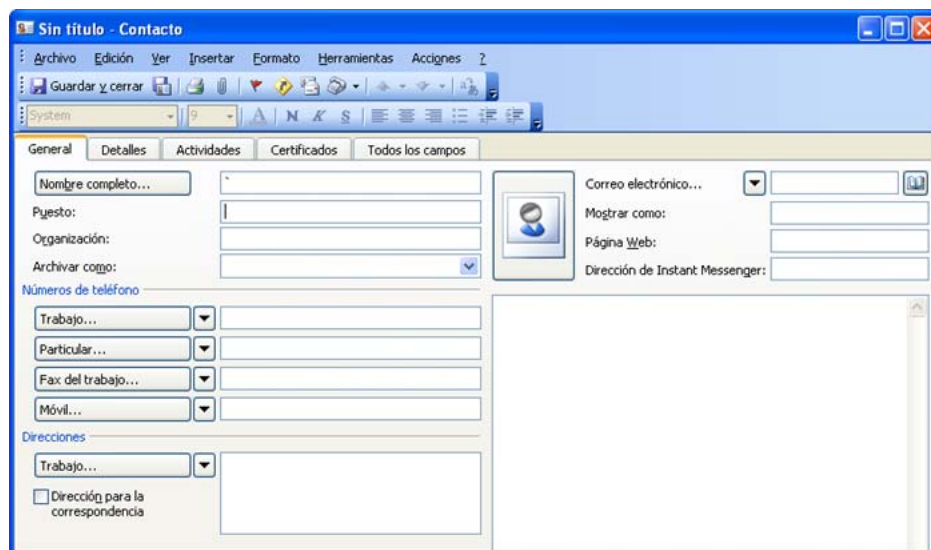 Sin título - Contacto
Archivo Edición Ver Insertar Formato Herramientas Acciones ?
Guardar y cerrar
System 9 A N K S
General Detalles Actividades Certificados Todos los campos
Nombre completo... `
Puesto:
Organización:
Archivar como:
Correo electrónico...
Mostrar como:
Página Web:
Dirección de Instant Messenger:
Números de teléfono
Trabajo...
Particular...
Fax del trabajo...
Móvil...
Direcciones
Trabajo...
Dirección para la
correspondencia